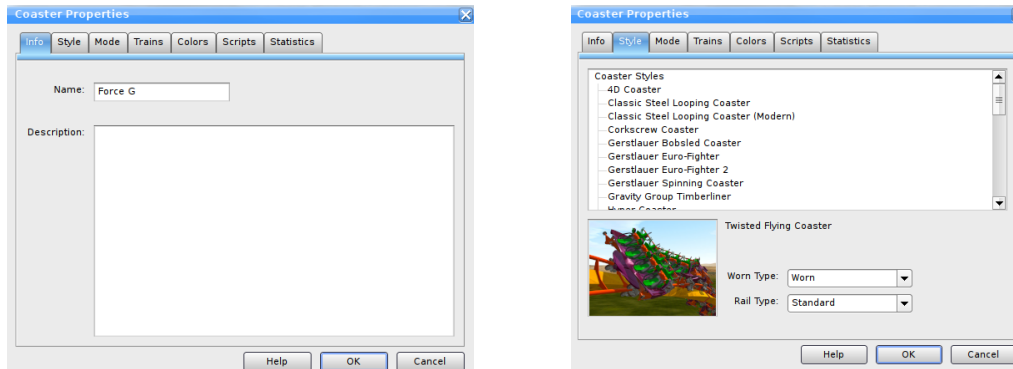 Coaster Properties
Info Style Mode Trains Colors Scripts Statistics
Name: Force G
Description:
Help OK Cancel
Coaster Properties
Info Style Mode Trains Colors Scripts Statistics
Coaster Styles
4D Coaster
Classic Steel Looping Coaster
Classic Steel Looping Coaster (Modern)
Corkscrew Coaster
Gerstlauer Bobsled Coaster
Gerstlauer Euro-Fighter
Gerstlauer Euro-Fighter 2
Gerstlauer Spinning Coaster
Gravity Group Timberliner
Hyper Coaster
Twisted Flying Coaster
Worn Type: Worn
Rail Type: Standard
Help OK Cancel